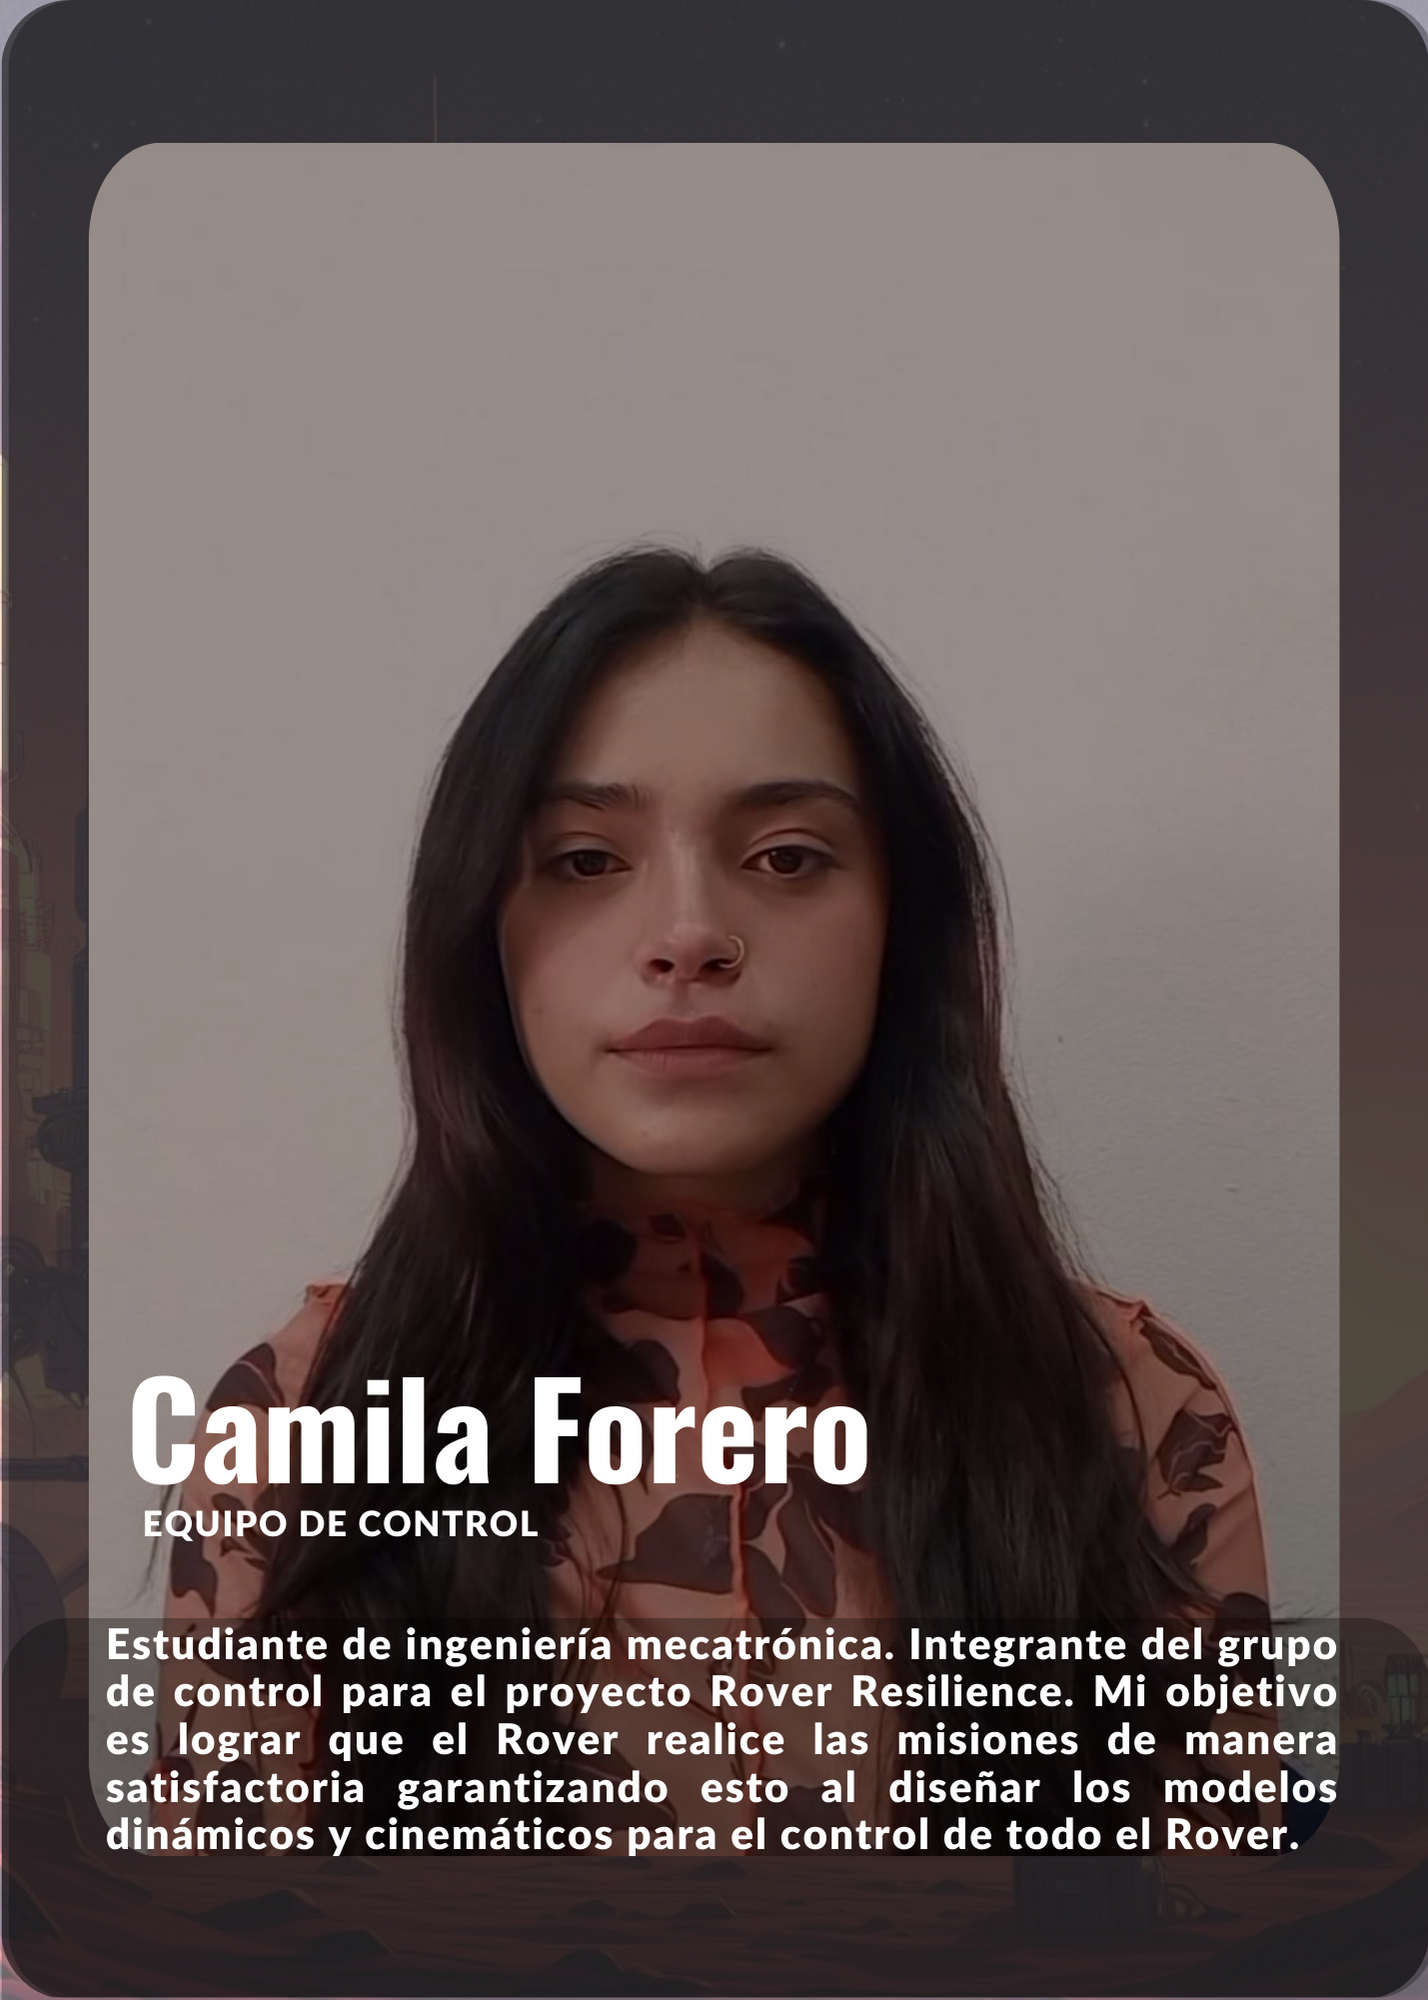 Camila Forero
EQUIPO DE CONTROL
Estudiante de ingeniería mecatrónica. Integrante del grupo
de control para el proyecto Rover Resilience. Mi objetivo
es lograr que el Rover realice las misiones de manera
satisfactoria garantizando esto al diseñar los modelos
dinámicos y cinemáticos para el control de todo el Rover.